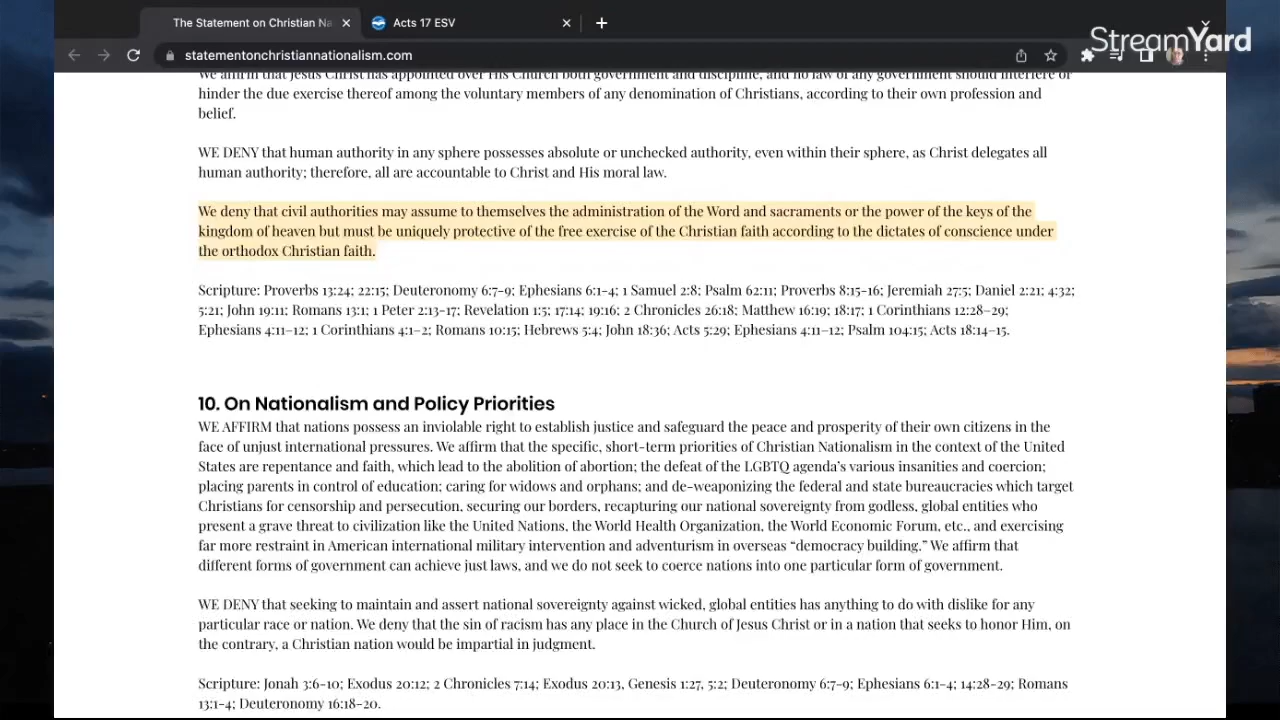 The Statement on Christian Na
Acts 17 ESV
StreamYard
statementonchristiannationalism.com
We affirm that Jesus Christ has appointed over His Church both government and discipline, and no law of any government should interfere or
hinder the due exercise thereof among the voluntary members of any denomination of Christians, according to their own profession and
belief.
WE DENY that human authority in any sphere possesses absolute or unchecked authority, even within their sphere, as Christ delegates all
human authority; therefore, all are accountable to Christ and His moral law.
We deny that civil authorities may assume to themselves the administration of the Word and sacraments or the power of the keys of the
kingdom of heaven but must be uniquely protective of the free exercise of the Christian faith according to the dictates of conscience under
the orthodox Christian faith.
Scripture: Proverbs 13:24; 22:15; Deuteronomy 6:7-9; Ephesians 6:1-4; 1 Samuel 2:8; Psalm 62:11; Proverbs 8:15-16; Jeremiah 27:5; Daniel 2:21; 4:32;
5:21; John 19:11; Romans 13:1; 1 Peter 2:13-17; Revelation 1:5; 17:14; 19:16; 2 Chronicles 26:18; Matthew 16:19; 18:17; 1 Corinthians 12:28–29;
Ephesians 4:11–12; 1 Corinthians 4:1–2; Romans 10:15; Hebrews 5:4; John 18:36; Acts 5:29; Ephesians 4:11–12; Psalm 104:15; Acts 18:14–15.
10. On Nationalism and Policy Priorities
WE AFFIRM that nations possess an inviolable right to establish justice and safeguard the peace and prosperity of their own citizens in the
face of unjust international pressures. We affirm that the specific, short-term priorities of Christian Nationalism in the context of the United
States are repentance and faith, which lead to the abolition of abortion; the defeat of the LGBTQ agenda's various insanities and coercion;
placing parents in control of education; caring for widows and orphans; and de-weaponizing the federal and state bureaucracies which target
Christians for censorship and persecution, securing our borders, recapturing our national sovereignty from godless, global entities who
present a grave threat to civilization like the United Nations, the World Health Organization, the World Economic Forum, etc., and exercising
far more restraint in American international military intervention and adventurism in overseas “democracy building.” We affirm that
different forms of government can achieve just laws, and we do not seek to coerce nations into one particular form of government.
WE DENY that seeking to maintain and assert national sovereignty against wicked, global entities has anything to do with dislike for any
particular race or nation. We deny that the sin of racism has any place in the Church of Jesus Christ or in a nation that seeks to honor Him, on
the contrary, a Christian nation would be impartial in judgment.
Scripture: Jonah 3:6-10; Exodus 20:12; 2 Chronicles 7:14; Exodus 20:13, Genesis 1:27, 5:2; Deuteronomy 6:7-9; Ephesians 6:1-4; 14:28-29; Romans
13:1-4; Deuteronomy 16:18-20.